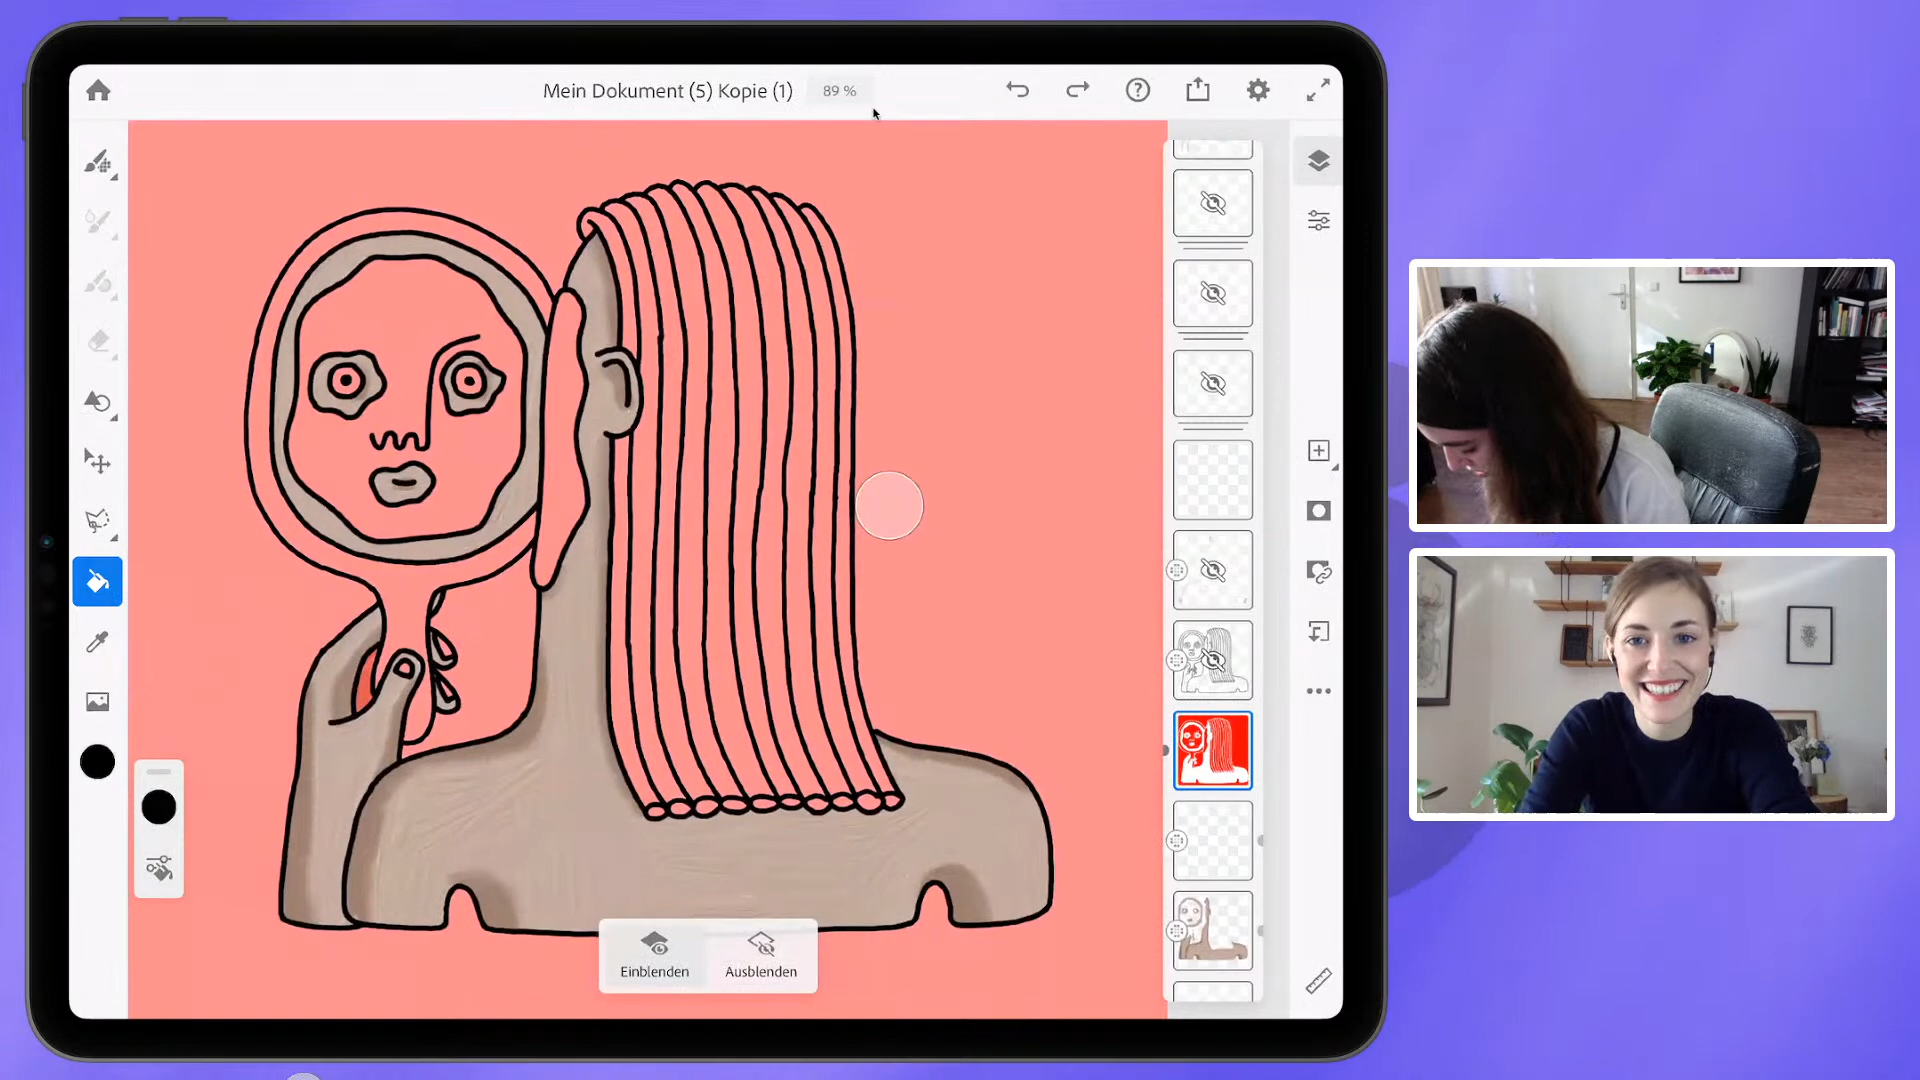 Mein Dokument (5) Kopie (1) 89 %
Einblenden Ausblenden